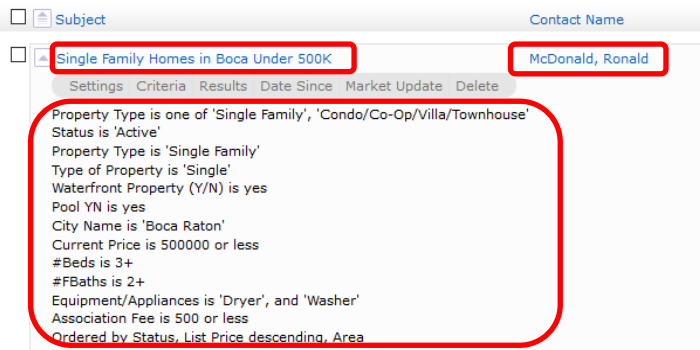 Subject Contact Name
Single Family Homes in Boca Under 500K McDonald, Ronald
Settings Criteria Results Date Since Market Update Delete
Property Type is one of 'Single Family', 'Condo/Co-Op/Villa/Townhouse'
Status is 'Active'
Property Type is 'Single Family'
Type of Property is 'Single'
Waterfront Property (Y/N) is yes
Pool YN is yes
City Name is 'Boca Raton'
Current Price is 500000 or less
#Beds is 3+
#FBaths is 2+
Equipment/Appliances is 'Dryer', and 'Washer'
Association Fee is 500 or less
Ordered by Status, List Price descending, Area